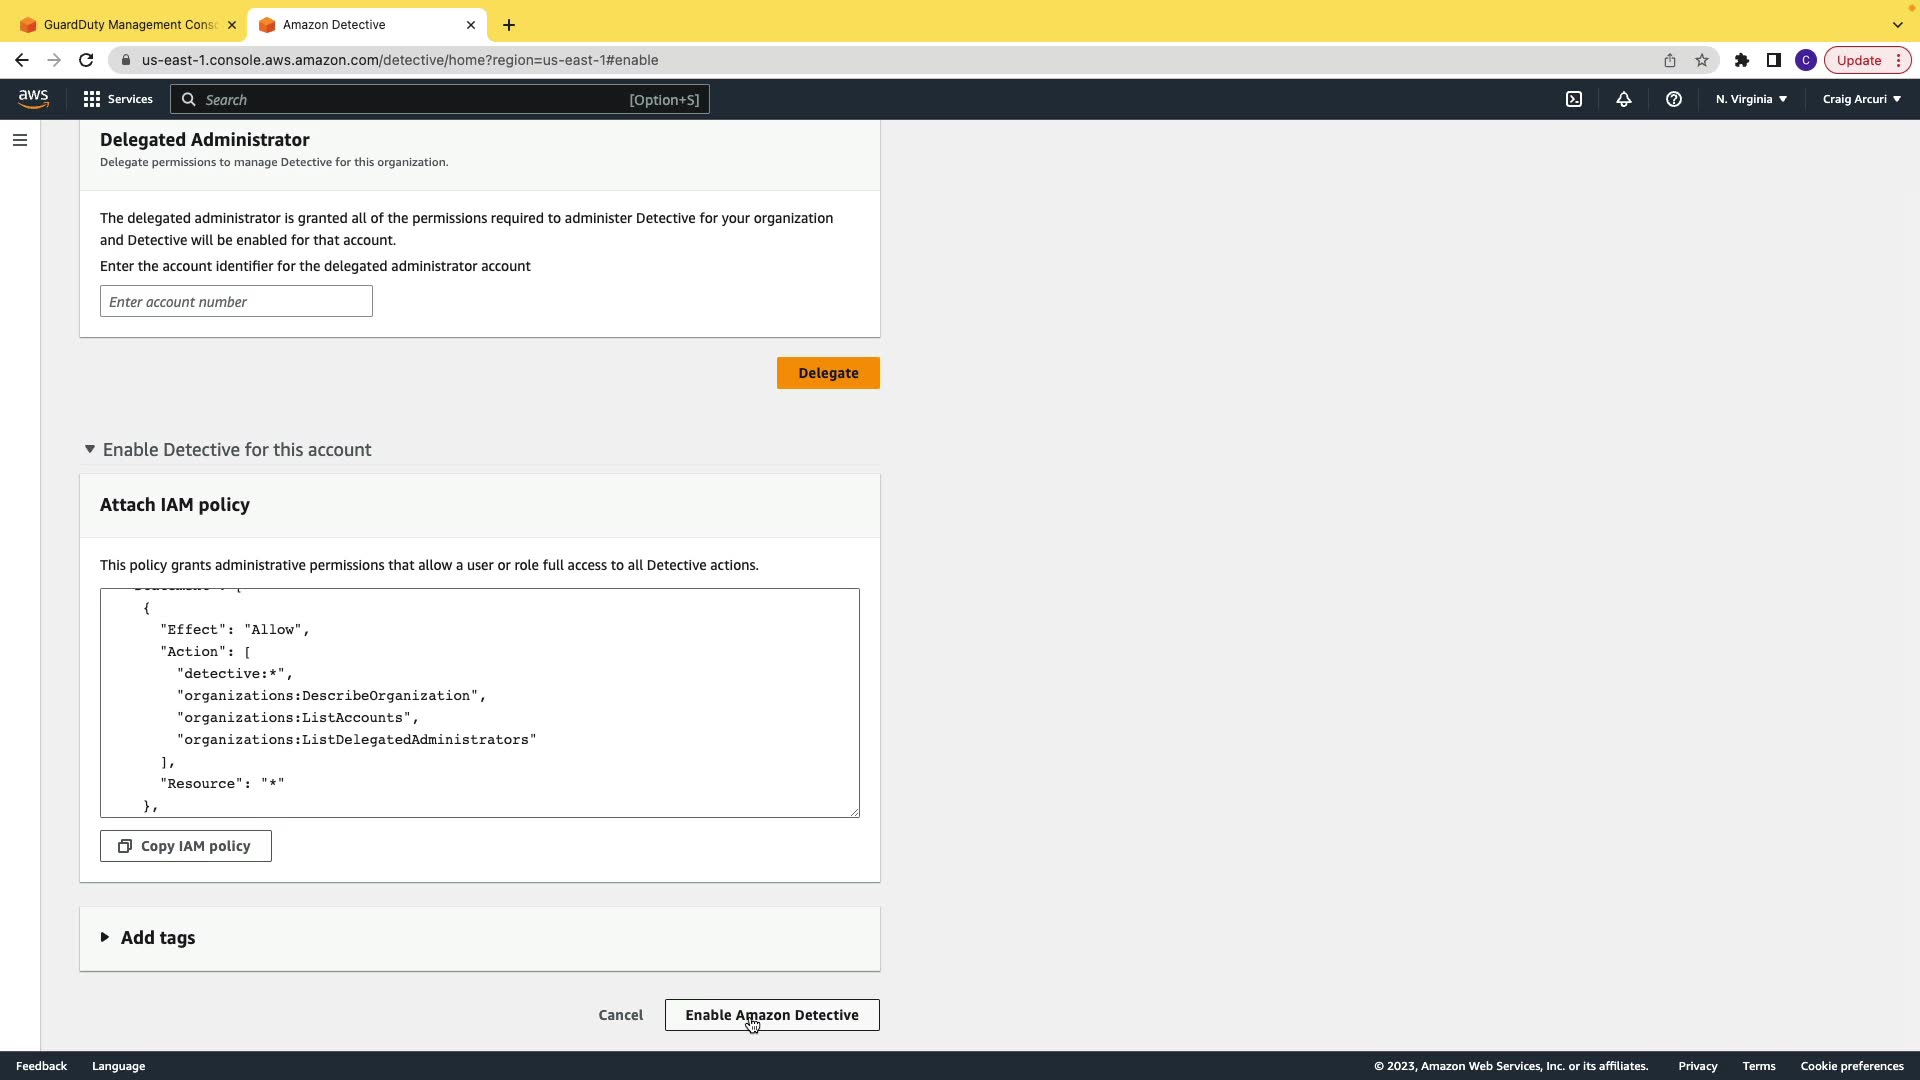 GuardDuty Management Cons
Amazon Detective
us-east-1.console.aws.amazon.com/detective/home?region=us-east-1#enable
C
Update
aws
Services
Search
[Option+S]
N. Virginia
Craig Arcuri
Delegated Administrator
Delegate permissions to manage Detective for this organization.
The delegated administrator is granted all of the permissions required to administer Detective for your organization
and Detective will be enabled for that account.
Enter the account identifier for the delegated administrator account
Enter account number
Delegate
Enable Detective for this account
Attach IAM policy
This policy grants administrative permissions that allow a user or role full access to all Detective actions.
{
"Effect": "Allow",
"Action": [
"detective:*",
"organizations:DescribeOrganization",
"organizations:ListAccounts",
"organizations:ListDelegatedAdministrators"
],
"Resource": "*"
},
Copy IAM policy
Add tags
Cancel
Enable Amazon Detective
Feedback
Language
© 2023, Amazon Web Services, Inc. or its affiliates.
Privacy
Terms
Cookie preferences